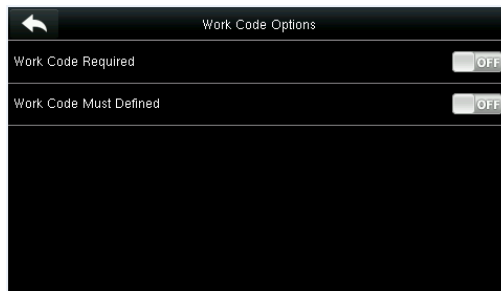 Work Code Options
Work Code Required
OFF
Work Code Must Defined
OFF